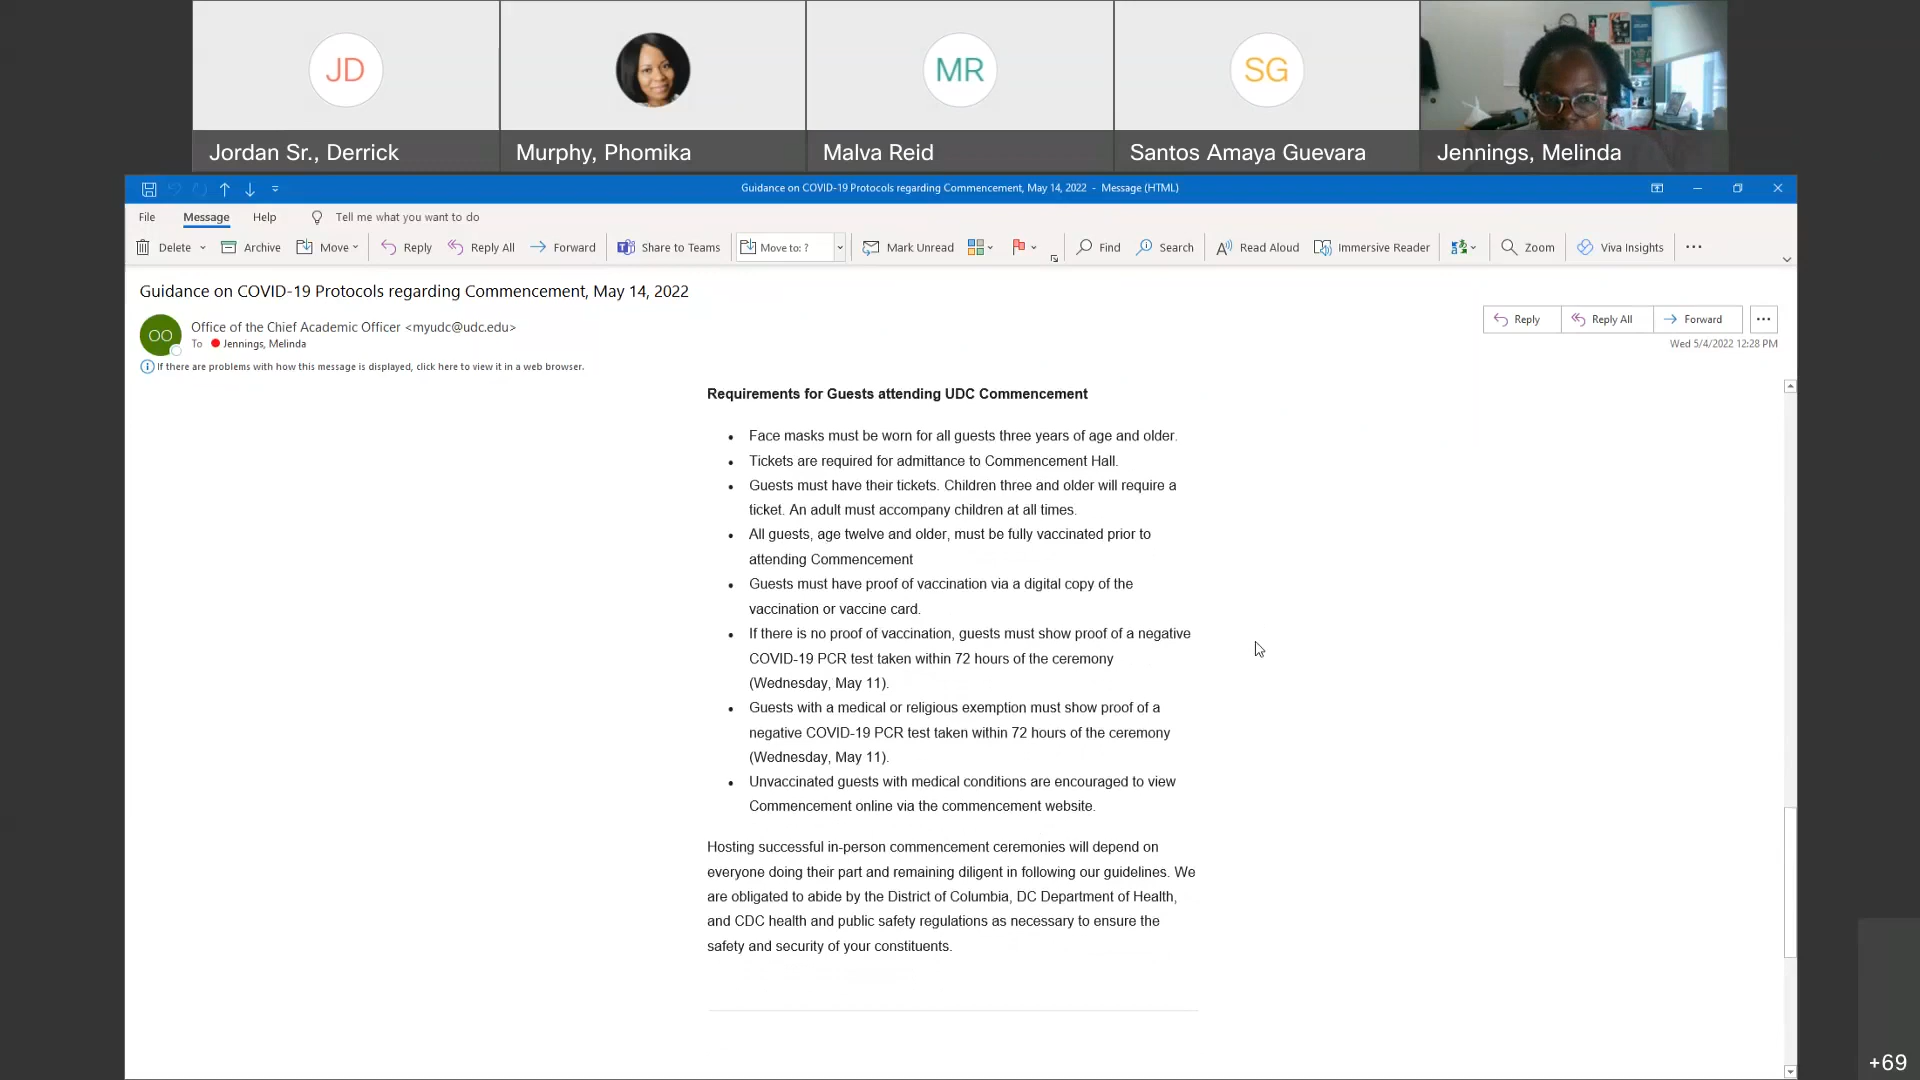 JD
MR
SG
Jordan Sr., Derrick
Murphy, Phomika
Malva Reid
Santos Amaya Guevara
Jennings, Melinda
Guidance on COVID-19 Protocols regarding Commencement, May 14, 2022 - Message (HTML)
File Message Help Tell me what you want to do
Delete Archive Move Reply Reply All Forward Share to Teams Move to: ? Mark Unread Find Search Read Aloud Immersive Reader Zoom Viva Insights ...
Guidance on COVID-19 Protocols regarding Commencement, May 14, 2022
OO
Office of the Chief Academic Officer <myudc@udc.edu>
To Jennings, Melinda
Reply Reply All Forward ...
Wed 5/4/2022 12:28 PM
If there are problems with how this message is displayed, click here to view it in a web browser.
Requirements for Guests attending UDC Commencement
• Face masks must be worn for all guests three years of age and older.
• Tickets are required for admittance to Commencement Hall.
• Guests must have their tickets. Children three and older will require a
ticket. An adult must accompany children at all times.
• All guests, age twelve and older, must be fully vaccinated prior to
attending Commencement
• Guests must have proof of vaccination via a digital copy of the
vaccination or vaccine card.
• If there is no proof of vaccination, guests must show proof of a negative
COVID-19 PCR test taken within 72 hours of the ceremony
(Wednesday, May 11).
• Guests with a medical or religious exemption must show proof of a
negative COVID-19 PCR test taken within 72 hours of the ceremony
(Wednesday, May 11).
• Unvaccinated guests with medical conditions are encouraged to view
Commencement online via the commencement website.
Hosting successful in-person commencement ceremonies will depend on
everyone doing their part and remaining diligent in following our guidelines. We
are obligated to abide by the District of Columbia, DC Department of Health,
and CDC health and public safety regulations as necessary to ensure the
safety and security of your constituents.
+69